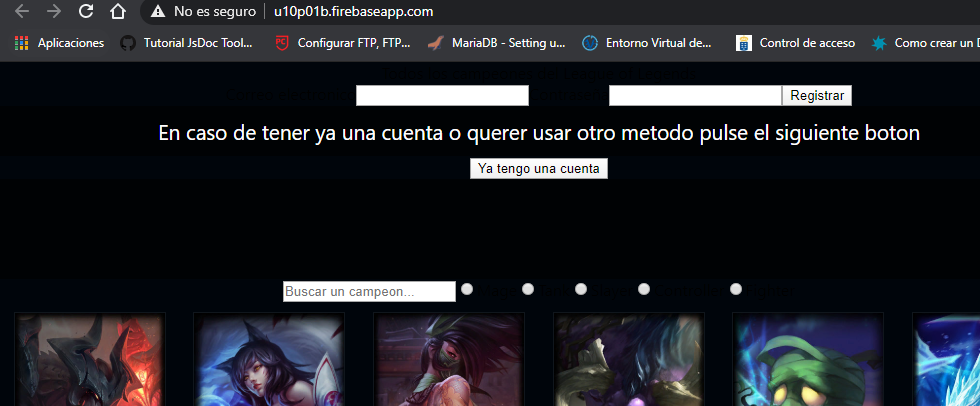 No es seguro | u10p01b.firebaseapp.com
Aplicaciones Tutorial JsDoc Tool... Configurar FTP, FTP... MariaDB - Setting u... Entorno Virtual de... Control de acceso Como crear un D
Registrar
En caso de tener ya una cuenta o querer usar otro metodo pulse el siguiente boton
Ya tengo una cuenta
Buscar un campeon...